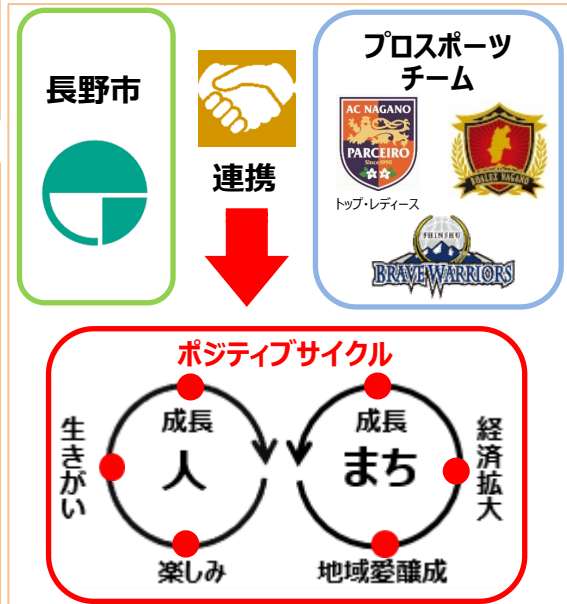 長野市
連携
プロスポーツ
チーム
AC NAGANO
PARCEIRO
Since1990
トップ・レディース
BOALUZ NAGANO
SHINSHU
BRAVE WARRIORS
ポジティブサイクル
生きがい
成長
人
楽しみ
成長
まち
経済拡大
地域愛醸成